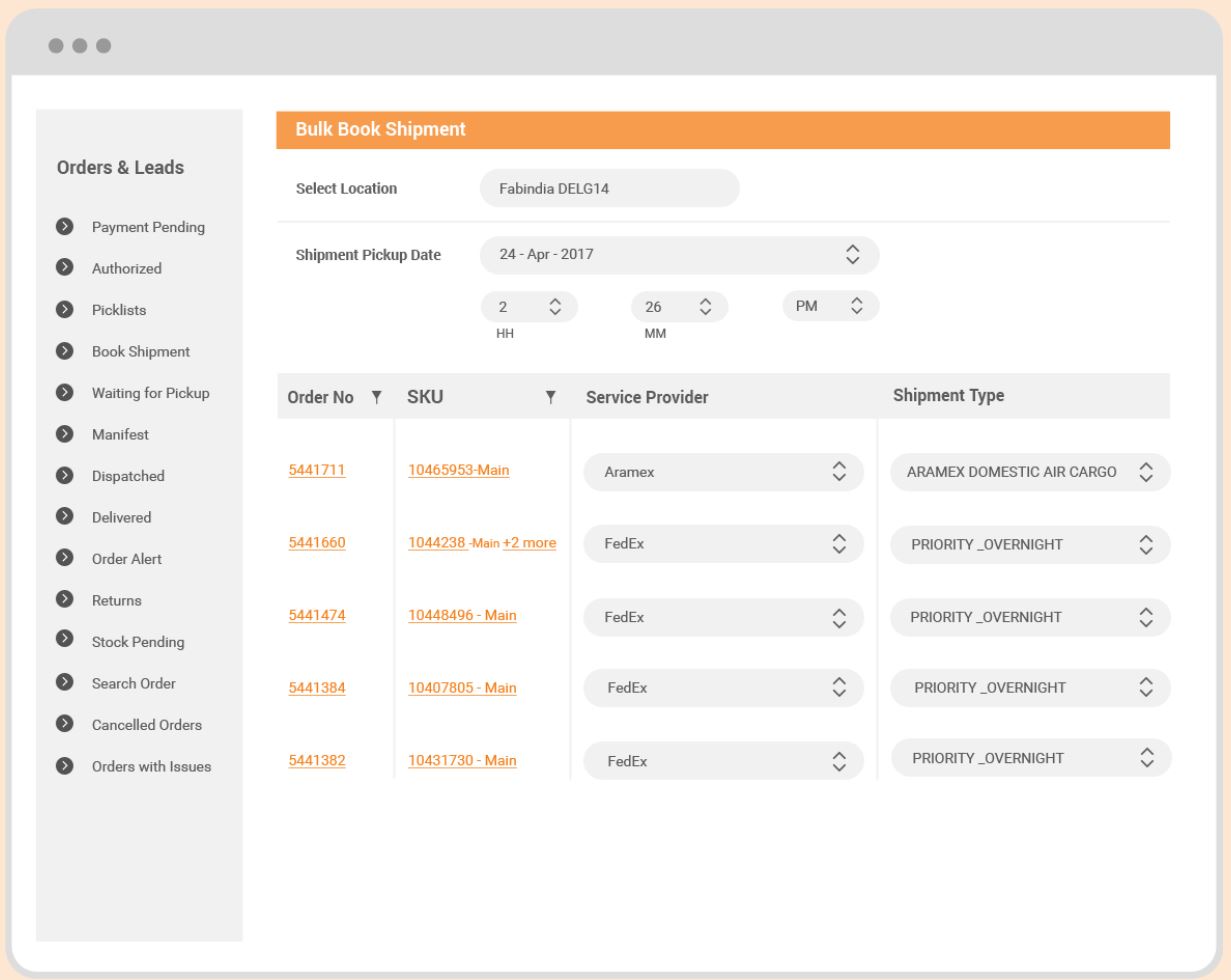 Orders & Leads
Payment Pending
Authorized
Picklists
Book Shipment
Waiting for Pickup
Manifest
Dispatched
Delivered
Order Alert
Returns
Stock Pending
Search Order
Cancelled Orders
Orders with Issues
Bulk Book Shipment
Select Location Fabindia DELG14
Shipment Pickup Date 24 - Apr - 2017
2 26 PM
HH MM
Order No SKU Service Provider Shipment Type
5441711 10465953-Main Aramex ARAMEX DOMESTIC AIR CARGO
5441660 1044238 -Main +2 more FedEx PRIORITY _OVERNIGHT
5441474 10448496 - Main FedEx PRIORITY _OVERNIGHT
5441384 10407805 - Main FedEx PRIORITY _OVERNIGHT
5441382 10431730 - Main FedEx PRIORITY _OVERNIGHT